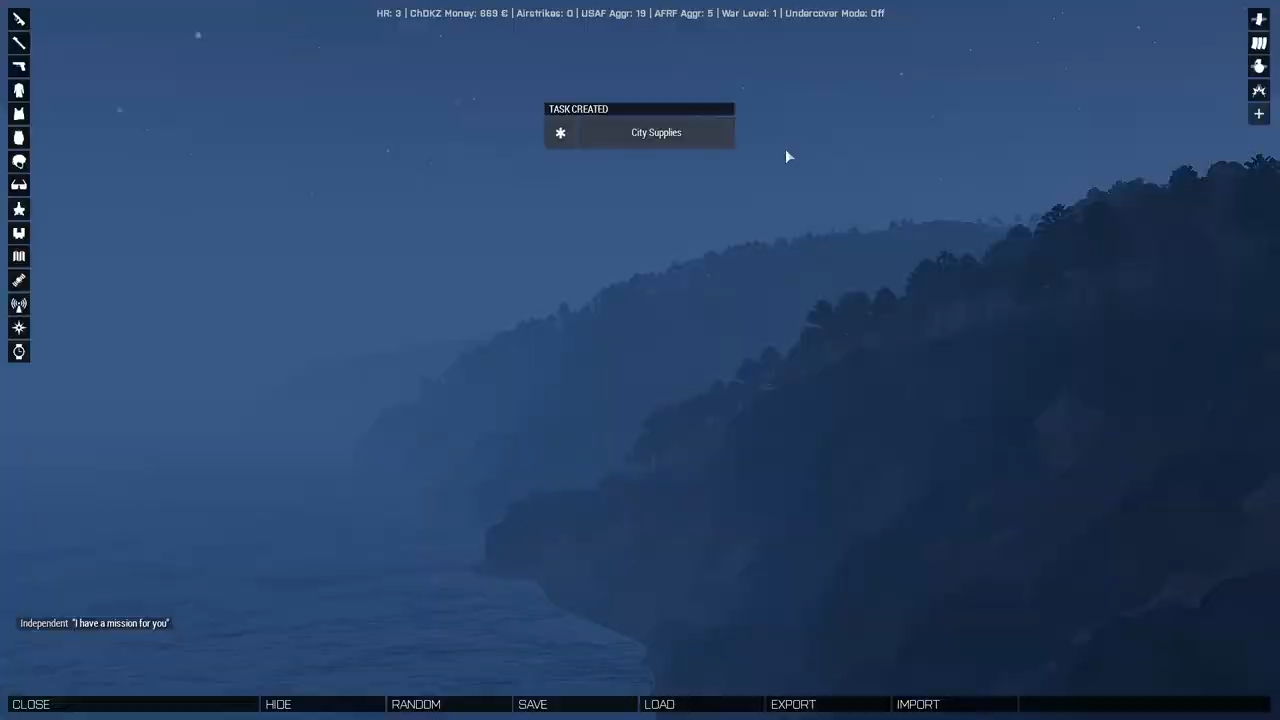 HR: 3 | ChDKZ Money: 669 € | Airstrikes: 0 | USAF Aggr: 19 | AFRF Aggr: 5 | War Level: 1 | Undercover Mode: Off
TASK CREATED
City Supplies
Independent "I have a mission for you"
CLOSE
HIDE
RANDOM
SAVE
LOAD
EXPORT
IMPORT